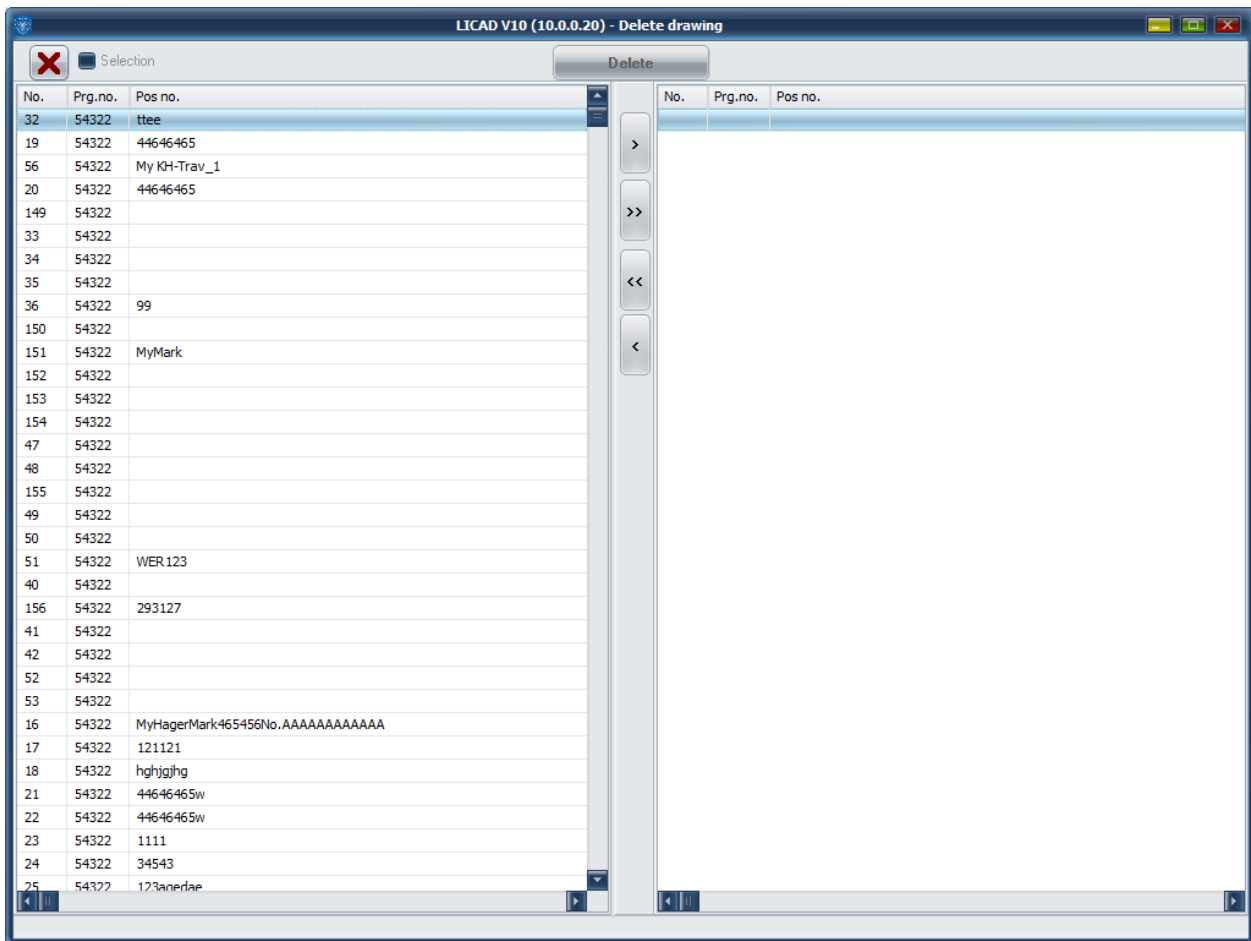 LICAD V10 (10.0.0.20) - Delete drawing
Selection Delete
No. Prg.no. Pos no. No. Prg.no. Pos no.
32 54322 ttee
19 54322 44646465
56 54322 My KH-Trav_1
20 54322 44646465
149 54322
33 54322
34 54322
35 54322
36 54322 99
150 54322
151 54322 MyMark
152 54322
153 54322
154 54322
47 54322
48 54322
155 54322
49 54322
50 54322
51 54322 WER123
40 54322
156 54322 293127
41 54322
42 54322
52 54322
53 54322
16 54322 MyHagerMark465456No.AAAAAAAAAAAA
17 54322 121121
18 54322 hghjgjhg
21 54322 44646465w
22 54322 44646465w
23 54322 1111
24 54322 34543
25 54322 123agedae
>
>>
<<
<